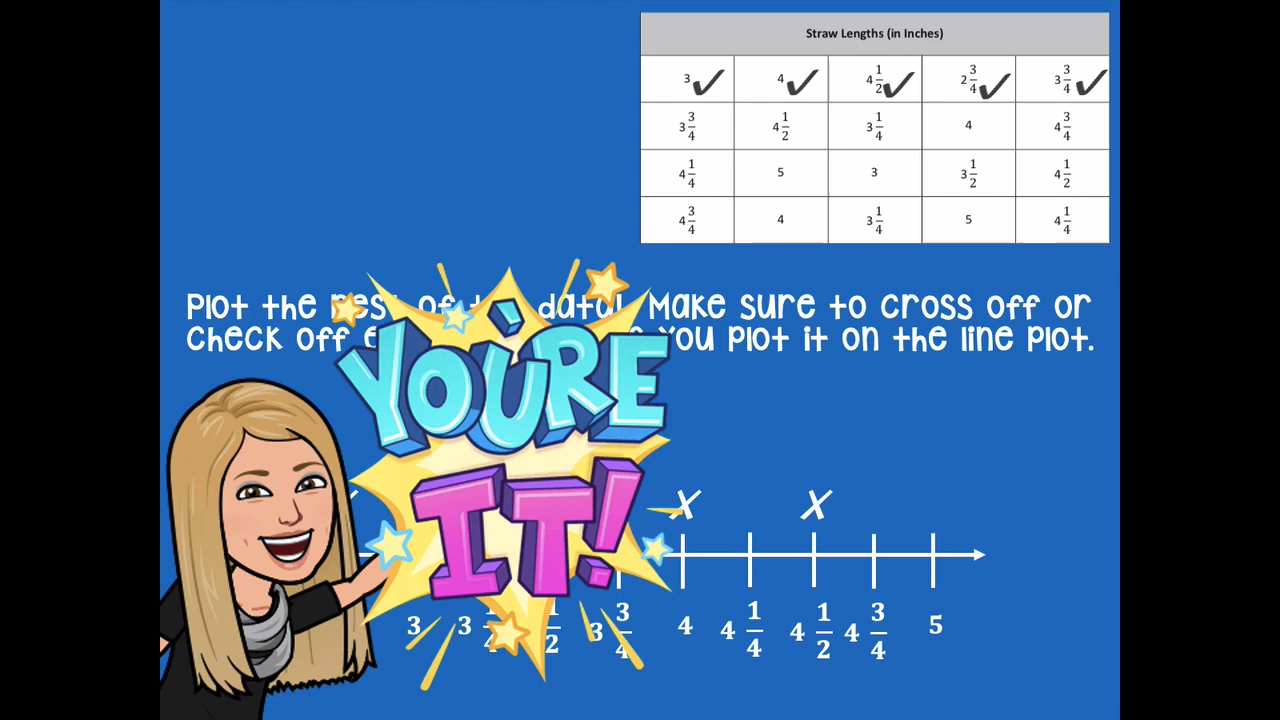 Straw Lengths (in Inches)
3 ✓ 4 ✓ 4 1/2 ✓ 2 3/4 ✓ 3 3/4 ✓
3 3/4 4 1/2 3 1/4 4 4 3/4
4 1/4 5 3 3 1/2 4 1/2
4 3/4 4 3 1/4 5 4 1/4
Plot the of data! Make sure to cross off or
check off you plot it on the line plot.
YOU'RE
IT!
X X
3 3 3 3/4 4 4 1/4 4 1/2 4 3/4 5